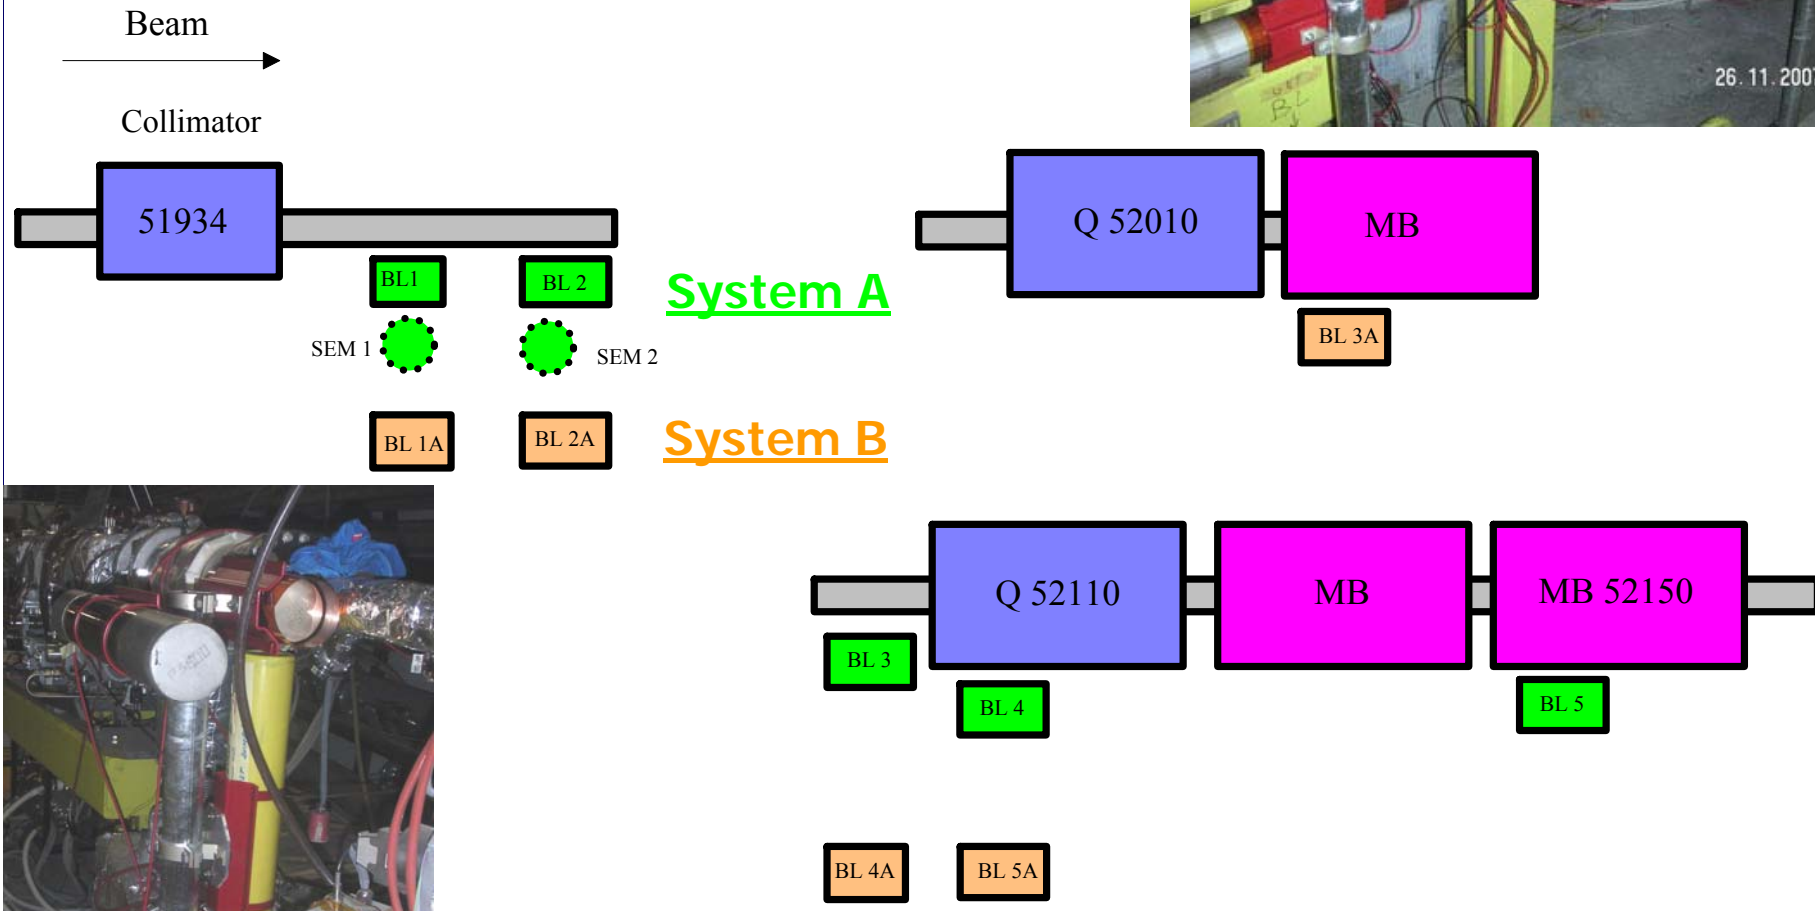 Beam
26.11.2007
Collimator
51934
Q 52010
MB
BL1
BL 2
System A
SEM 1
SEM 2
BL 3A
BL 1A
BL 2A
System B
Q 52110
MB
MB 52150
BL 3
BL 4
BL 5
BL 4A
BL 5A